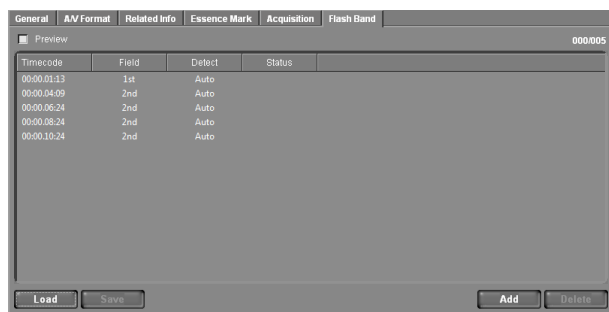 General A/V Format Related Info Essence Mark Acquisition Flash Band
Preview 000/005
Timecode Field Detect Status
00:00.01:13 1st Auto
00:00.04:09 2nd Auto
00:00.06:24 2nd Auto
00:00.08:24 2nd Auto
00:00.10:24 2nd Auto
Load Save Add Delete